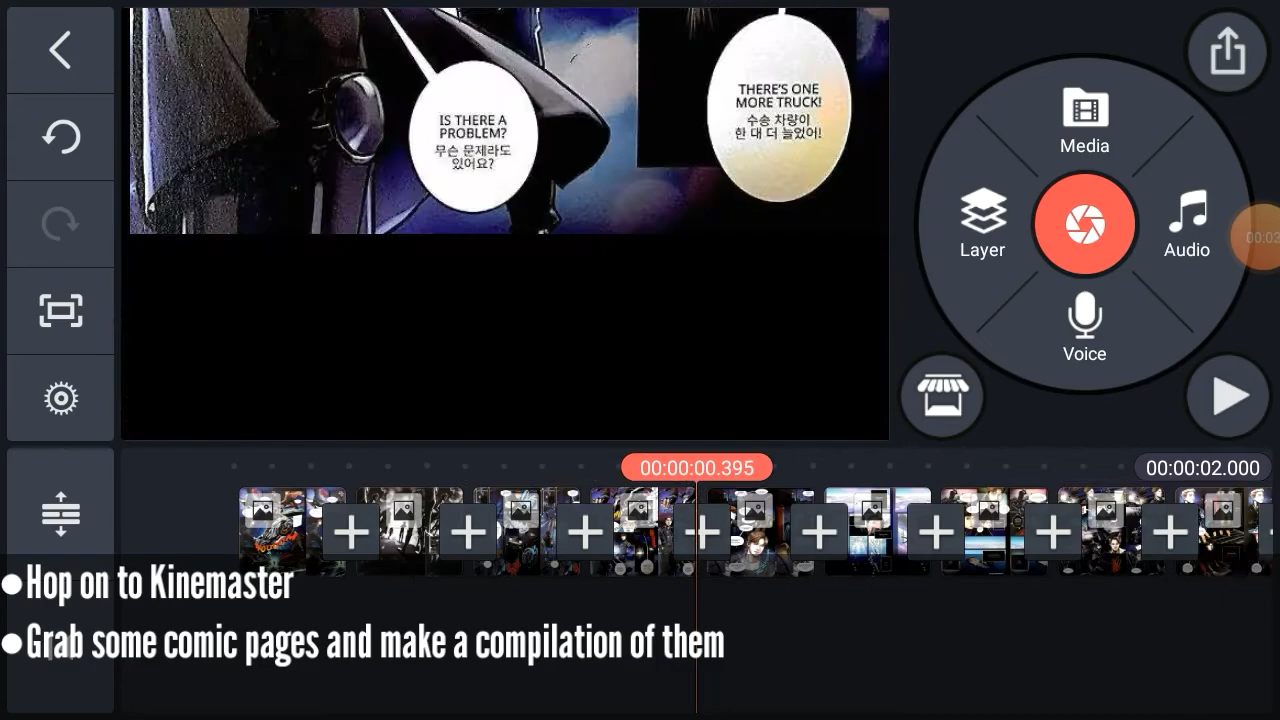 IS THERE A
PROBLEM?
무슨 문제라도
있어요?
THERE'S ONE
MORE TRUCK!
수송 차량이
한 대 더 늘었어!
Media
Layer
Audio
00:02
Voice
00:00:00.395
00:00:02.000
●Hop on to Kinemaster
●Grab some comic pages and make a compilation of them